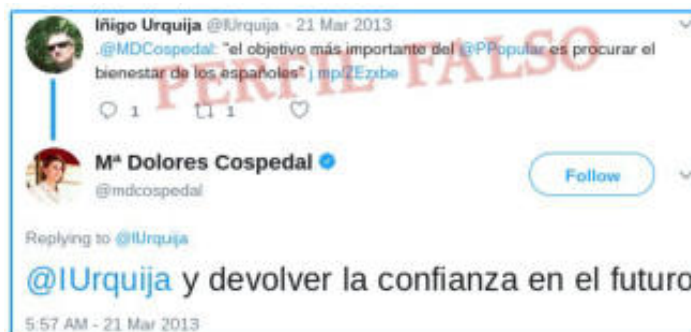 Iñigo Urquija @IUrquija · 21 Mar 2013
.@MDCospedal: "el objetivo más importante del @PPopular es procurar el
bienestar de los españoles" j.mp/ZEzxbe
PERFIL FALSO
1 1
Mª Dolores Cospedal
@mdcospedal
Follow
Replying to @IUrquija
@IUrquija y devolver la confianza en el futuro
5:57 AM - 21 Mar 2013